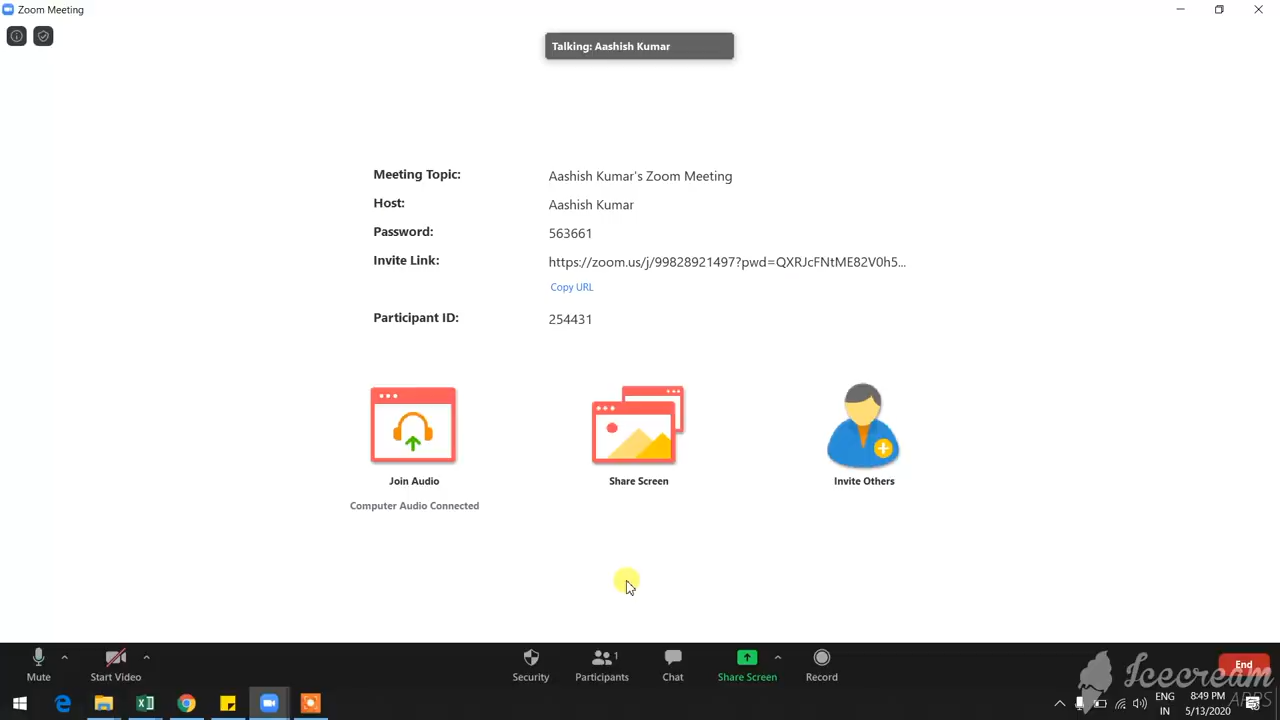 Zoom Meeting
Talking: Aashish Kumar
Meeting Topic: Aashish Kumar's Zoom Meeting
Host: Aashish Kumar
Password: 563661
Invite Link: https://zoom.us/j/99828921497?pwd=QXRJcFNtME82V0h5...
Copy URL
Participant ID: 254431
Join Audio Share Screen Invite Others
Computer Audio Connected
1
Mute Start Video Security Participants Chat Share Screen Record End
Icecream
APPS
ENG 8:49 PM
IN 5/13/2020